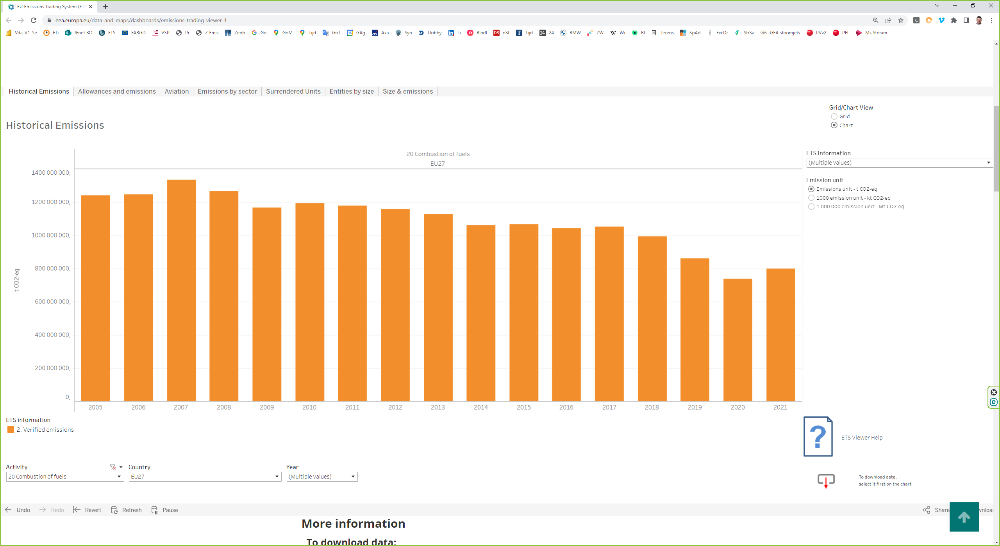 EU Emissions Trading System (ETS
eea.europa.eu/data-and-maps/dashboards/emissions-trading-viewer-1
Vda_V1_5e FTi IEnet BO ETS FARGD VSP Pr Z Emis Zeph Go GoM Tijd GoT GAg Axa Syn Dobby Li BIndl dSt Tijd 24 BMW ZW Wi BI Tereos SpAd ExcDr StrSv GEA stoomjets PVv2 PFL Ms Stream
Historical Emissions Allowances and emissions Aviation Emissions by sector Surrendered Units Entities by size Size & emissions
Grid/Chart View
Grid
Chart
Historical Emissions
20 Combustion of fuels
EU27
ETS information
(Multiple values)
Emission unit
Emissions unit - t CO2-eq
1000 emission unit - kt CO2-eq
1 000 000 emission unit - Mt CO2-eq
1400 000 000,
1200 000 000,
1000 000 000,
800 000 000,
600 000 000,
400 000 000,
200 000 000,
0,
t CO2-eq
2005 2006 2007 2008 2009 2010 2011 2012 2013 2014 2015 2016 2017 2018 2019 2020 2021
ETS information
2. Verified emissions
ETS Viewer Help
Activity Country Year
20 Combustion of fuels EU27 (Multiple values)
To download data,
select it first on the chart
Undo Redo Revert Refresh Pause Share wnload
More information
To download data: